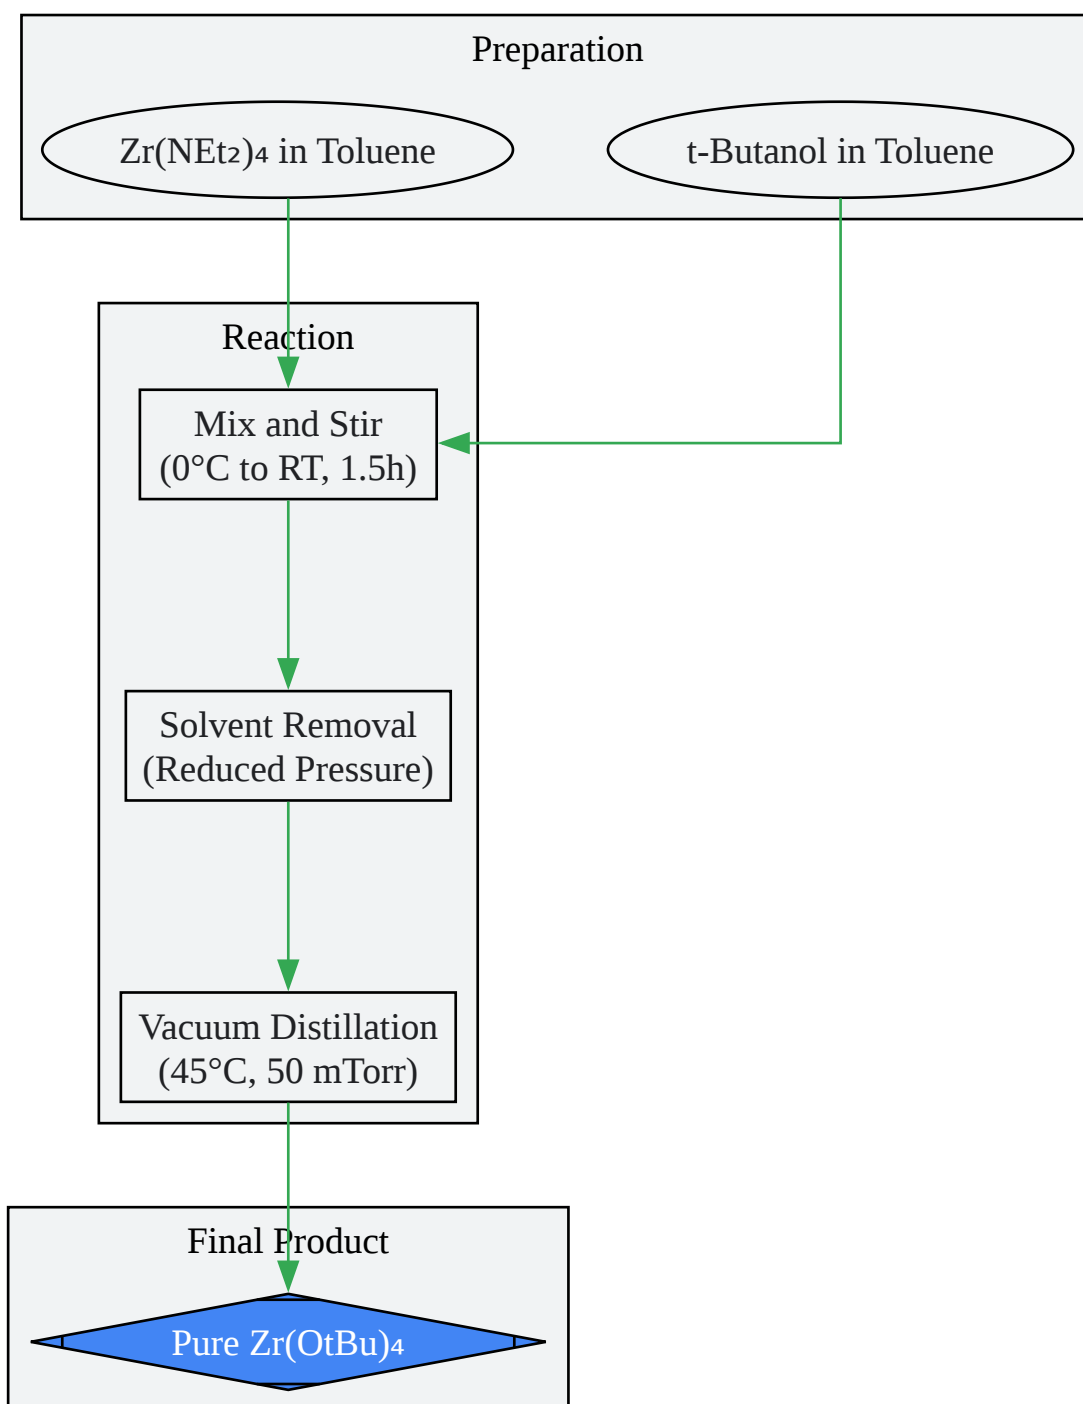 Preparation
Zr(NEt₂)₄ in Toluene
t-Butanol in Toluene
Reaction
Mix and Stir
(0°C to RT, 1.5h)
Solvent Removal
(Reduced Pressure)
Vacuum Distillation
(45°C, 50 mTorr)
Final Product
Pure Zr(OtBu)₄